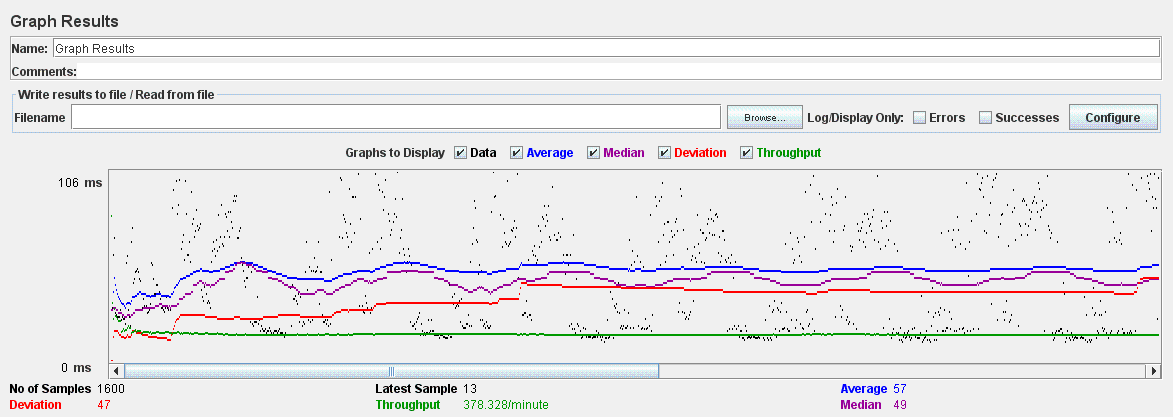 Graph Results
Name: Graph Results
Comments:
Write results to file / Read from file
Filename Browse... Log/Display Only: Errors Successes Configure
Graphs to Display Data Average Median Deviation Throughput
106 ms
0 ms
No of Samples 1600 Latest Sample 13 Average 57
Deviation 47 Throughput 378.328/minute Median 49